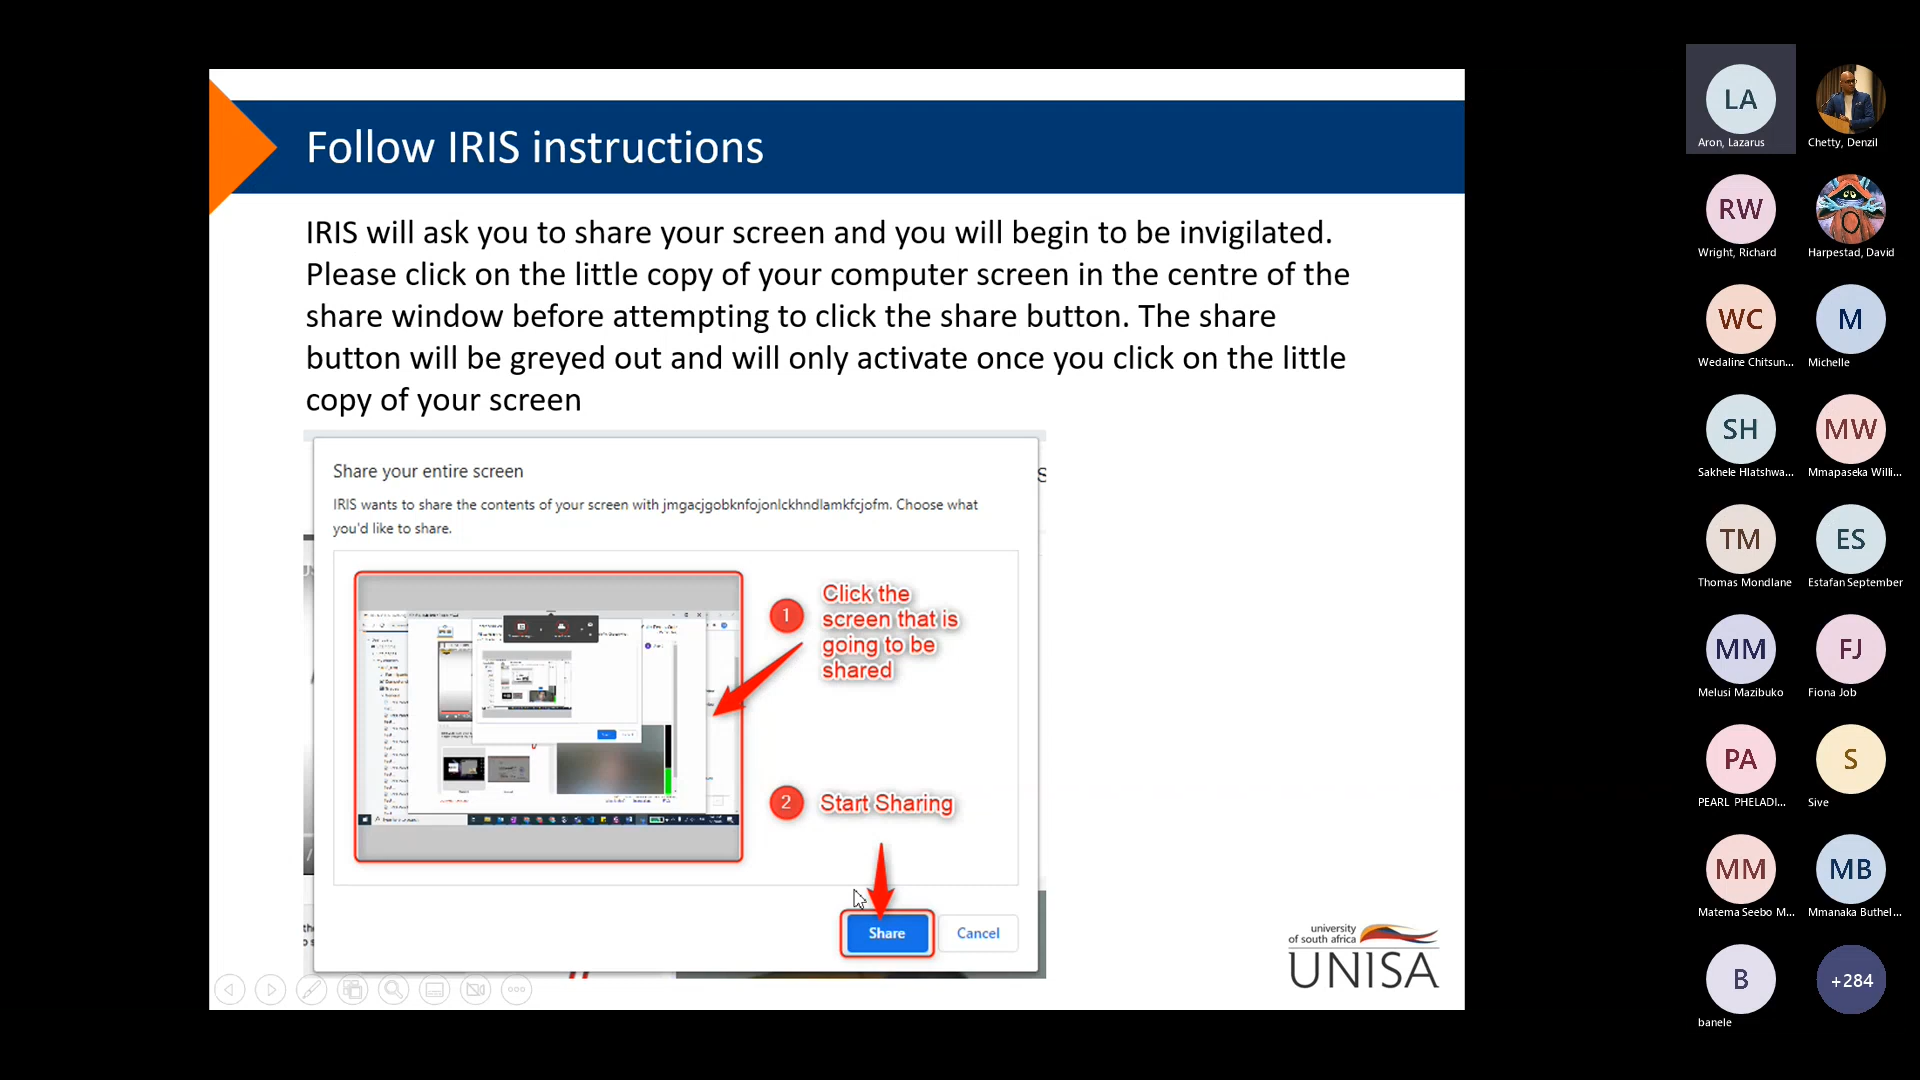 Follow IRIS instructions
IRIS will ask you to share your screen and you will begin to be invigilated.
Please click on the little copy of your computer screen in the centre of the
share window before attempting to click the share button. The share
button will be greyed out and will only activate once you click on the little
copy of your screen
Share your entire screen
IRIS wants to share the contents of your screen with jmgacjgobknfojonlckhndlamkfcjofm. Choose what
you'd like to share.
1
Click the
screen that is
going to be
shared
2
Start Sharing
Share
Cancel
university
of south africa
UNISA
LA
Aron, Lazarus
Chetty, Denzil
RW
Wright, Richard
Harpestad, David
WC
Wedaline Chitsun...
M
Michelle
SH
Sakhele Hlatshwa...
MW
Mmapaseka Willi...
TM
Thomas Mondlane
ES
Estafan September
MM
Melusi Mazibuko
FJ
Fiona Job
PA
PEARL PHELADI...
S
Sive
MM
Matema Seebo M...
MB
Mmanaka Buthel...
B
banele
+284